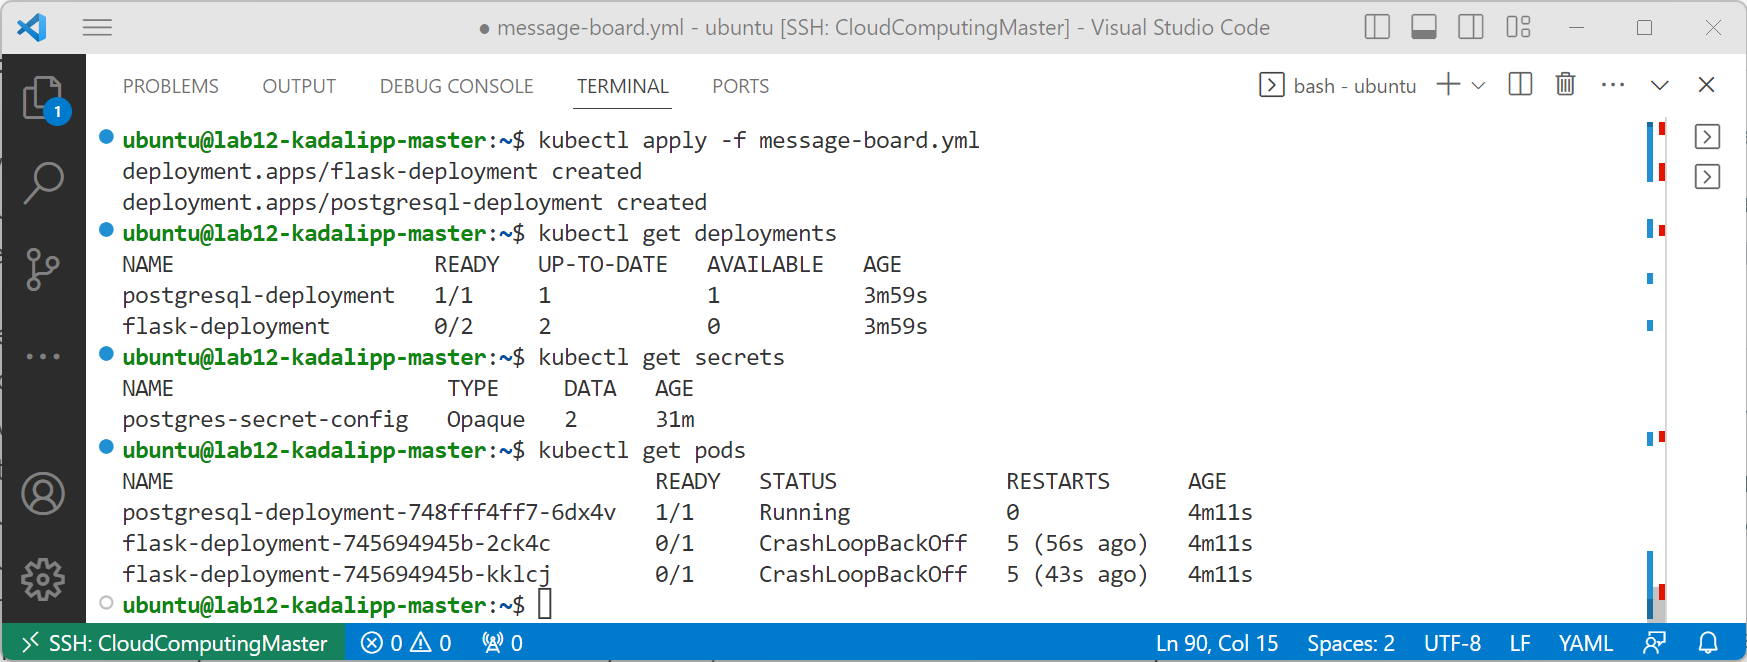 ● message-board.yml - ubuntu [SSH: CloudComputingMaster] - Visual Studio Code
1
PROBLEMS OUTPUT DEBUG CONSOLE TERMINAL PORTS bash - ubuntu
ubuntu@lab12-kadalipp-master:~$ kubectl apply -f message-board.yml
deployment.apps/flask-deployment created
deployment.apps/postgresql-deployment created
ubuntu@lab12-kadalipp-master:~$ kubectl get deployments
NAME READY UP-TO-DATE AVAILABLE AGE
postgresql-deployment 1/1 1 1 3m59s
flask-deployment 0/2 2 0 3m59s
ubuntu@lab12-kadalipp-master:~$ kubectl get secrets
NAME TYPE DATA AGE
postgres-secret-config Opaque 2 31m
ubuntu@lab12-kadalipp-master:~$ kubectl get pods
NAME READY STATUS RESTARTS AGE
postgresql-deployment-748fff4ff7-6dx4v 1/1 Running 0 4m11s
flask-deployment-745694945b-2ck4c 0/1 CrashLoopBackOff 5 (56s ago) 4m11s
flask-deployment-745694945b-kklcj 0/1 CrashLoopBackOff 5 (43s ago) 4m11s
ubuntu@lab12-kadalipp-master:~$
SSH: CloudComputingMaster 0 0 0 Ln 90, Col 15 Spaces: 2 UTF-8 LF YAML